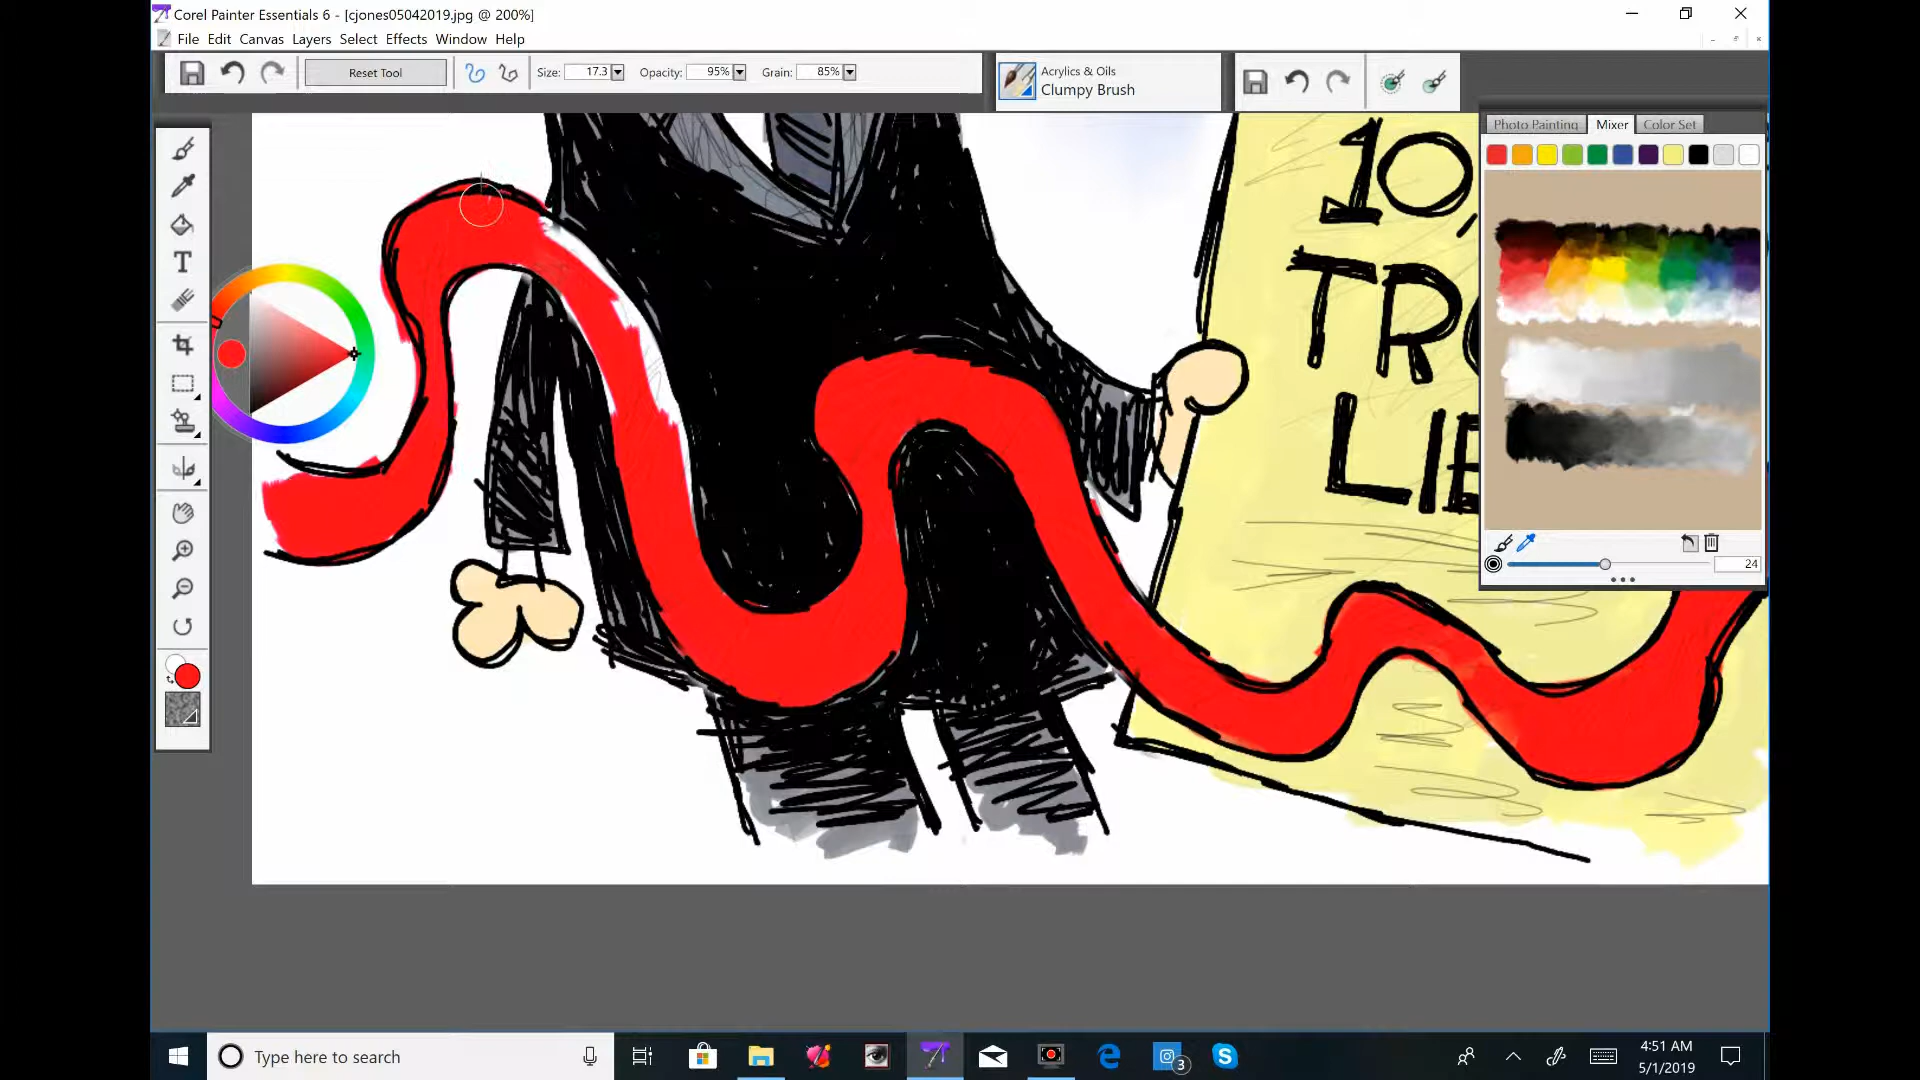 Corel Painter Essentials 6 - [cjones05042019.jpg @ 200%]
File Edit Canvas Layers Select Effects Window Help
Reset Tool
Size: 17.3
Opacity: 95%
Grain: 85%
Acrylics & Oils
Clumpy Brush
Photo Painting Mixer Color Set
10,
TR
LIE
T
24
Type here to search
3
4:51 AM
5/1/2019